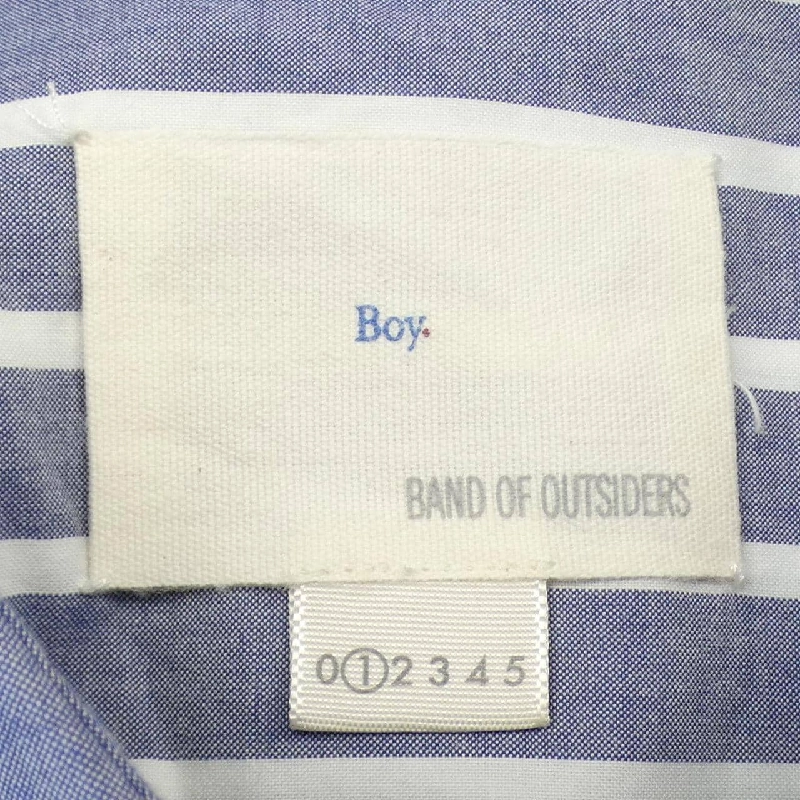 Boy.
BAND OF OUTSIDERS
0 1 2 3 4 5